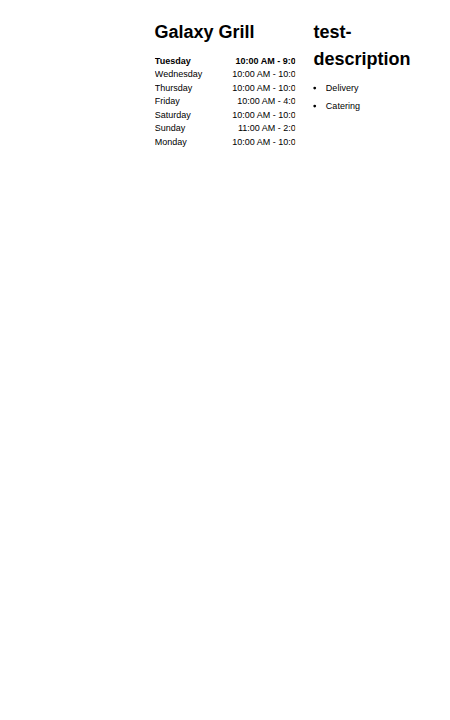 Galaxy Grill
Tuesday 10:00 AM - 9:0
Wednesday 10:00 AM - 10:0
Thursday 10:00 AM - 10:0
Friday 10:00 AM - 4:0
Saturday 10:00 AM - 10:0
Sunday 11:00 AM - 2:0
Monday 10:00 AM - 10:0
test-
description
• Delivery
• Catering